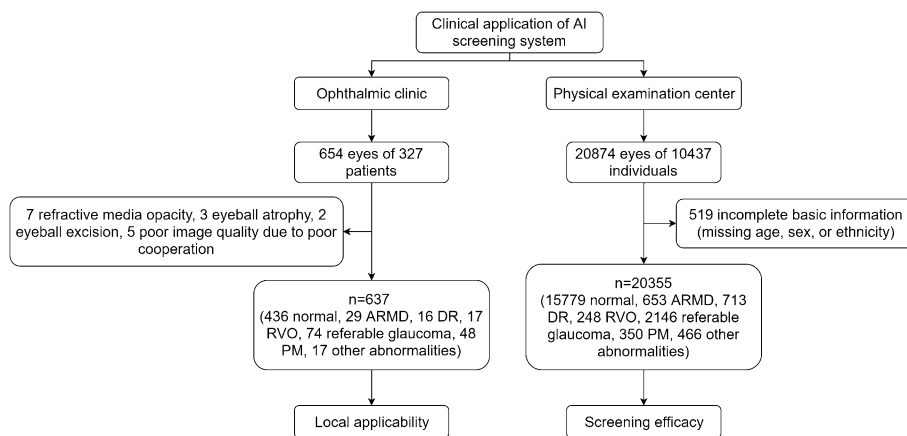 Clinical application of AI
screening system
Ophthalmic clinic
Physical examination center
654 eyes of 327
patients
20874 eyes of 10437
individuals
7 refractive media opacity, 3 eyeball atrophy, 2
eyeball excision, 5 poor image quality due to poor
cooperation
519 incomplete basic information
(missing age, sex, or ethnicity)
n=637
(436 normal, 29 ARMD, 16 DR, 17
RVO, 74 referable glaucoma, 48
PM, 17 other abnormalities)
n=20355
(15779 normal, 653 ARMD, 713
DR, 248 RVO, 2146 referable
glaucoma, 350 PM, 466 other
abnormalities)
Local applicability
Screening efficacy